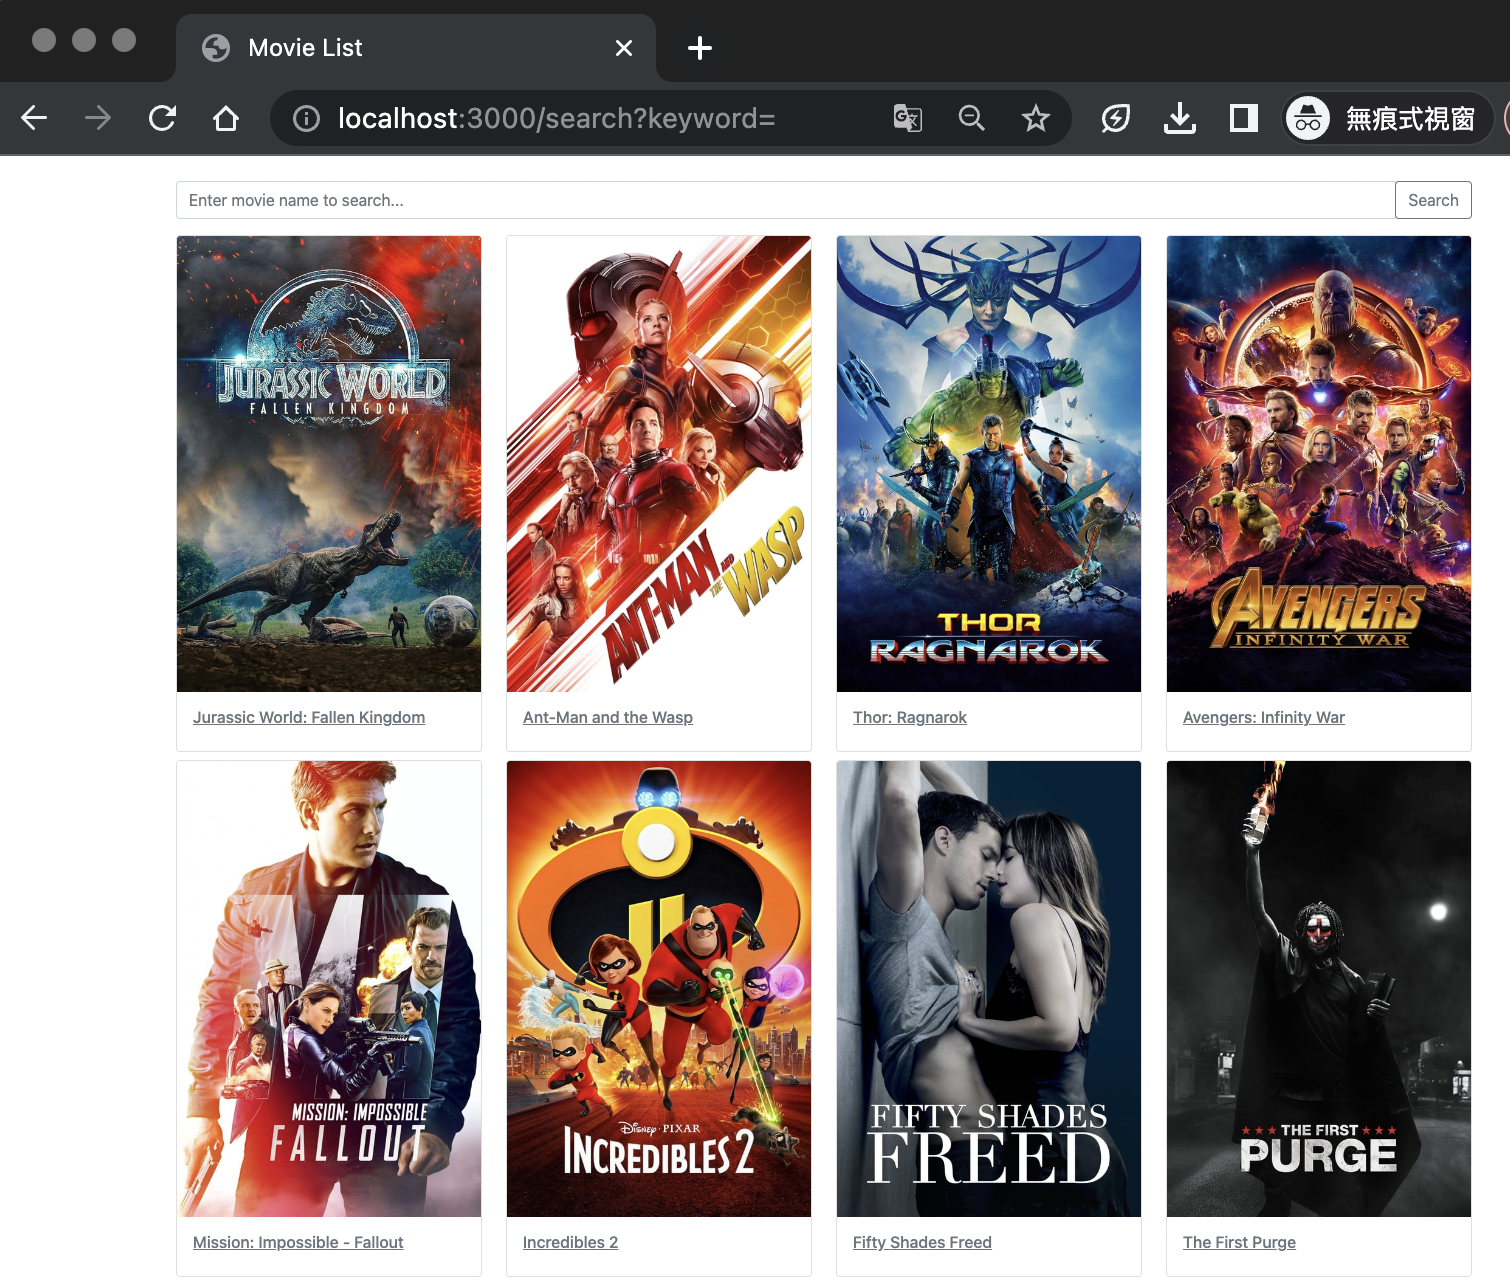 Movie List
localhost:3000/search?keyword=
無痕式視窗
Enter movie name to search...
Search
JURASSIC WORLD
FALLEN KINGDOM
ANT-MAN AND THE WASP
THOR
RAGNAROK
AVENGERS
INFINITY WAR
Jurassic World: Fallen Kingdom
Ant-Man and the Wasp
Thor: Ragnarok
Avengers: Infinity War
MISSION: IMPOSSIBLE
FALLOUT
DISNEY · PIXAR
INCREDIBLES 2
FIFTY SHADES
FREED
THE FIRST
PURGE
Mission: Impossible - Fallout
Incredibles 2
Fifty Shades Freed
The First Purge